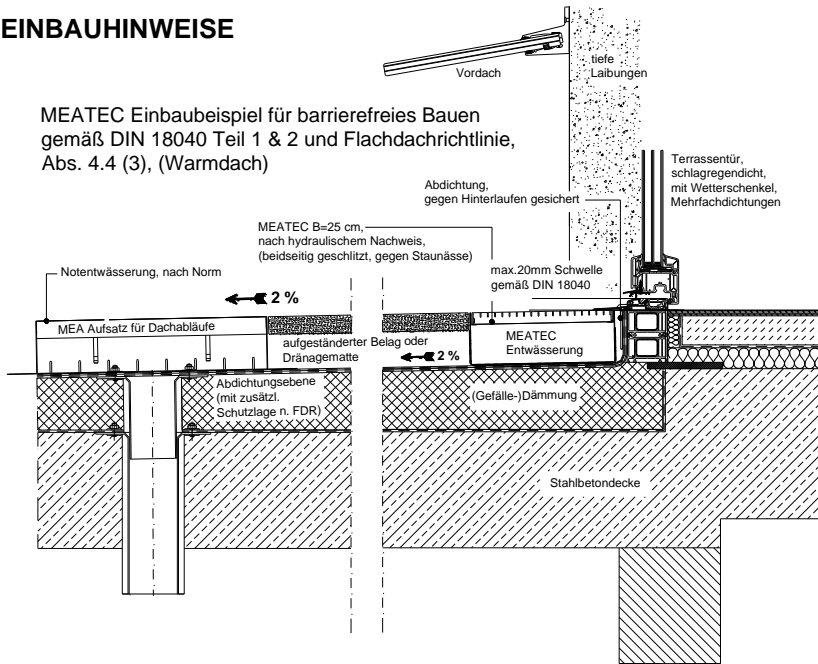 EINBAUHINWEISE
Vordach
tiefe
Laibungen
MEATEC Einbaubeispiel für barrierefreies Bauen
gemäß DIN 18040 Teil 1 & 2 und Flachdachrichtlinie,
Abs. 4.4 (3), (Warmdach)
Terrassentür,
schlagregendicht,
mit Wetterschenkel,
Mehrfachdichtungen
Abdichtung,
gegen Hinterlaufen gesichert
MEATEC B=25 cm,
nach hydraulischem Nachweis,
(beidseitig geschlitzt, gegen Staunässe)
max.20mm Schwelle
gemäß DIN 18040
Notentwässerung, nach Norm
2 %
MEA Aufsatz für Dachabläufe
aufgeständerter Belag oder
Dränagematte
2 %
MEATEC
Entwässerung
Abdichtungsebene
(mit zusätzl.
Schutzlage n. FDR)
(Gefälle-)Dämmung
Stahlbetondecke